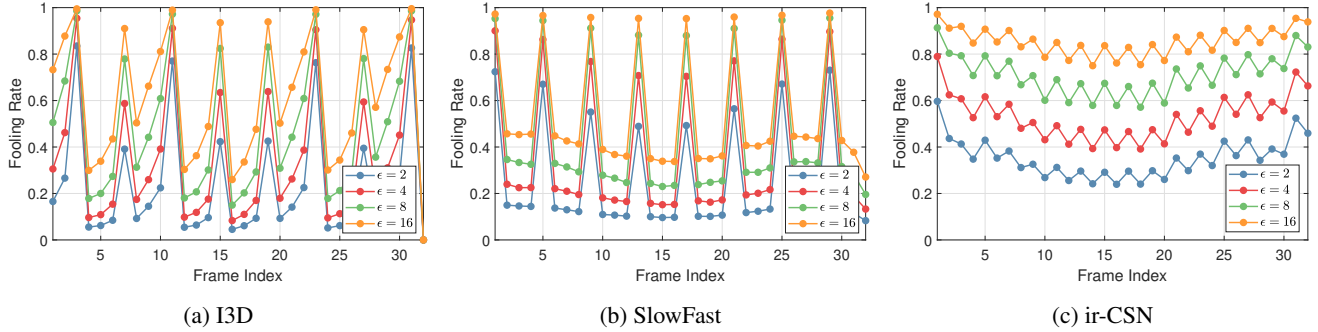 Fooling Rate
1
0.8
0.6
0.4
0.2
0
5 10 15 20 25 30
Frame Index
ϵ = 2
ϵ = 4
ϵ = 8
ϵ = 16
(a) I3D
Fooling Rate
1
0.8
0.6
0.4
0.2
0
5 10 15 20 25 30
Frame Index
ϵ = 2
ϵ = 4
ϵ = 8
ϵ = 16
(b) SlowFast
Fooling Rate
1
0.8
0.6
0.4
0.2
0
5 10 15 20 25 30
Frame Index
ϵ = 2
ϵ = 4
ϵ = 8
ϵ = 16
(c) ir-CSN